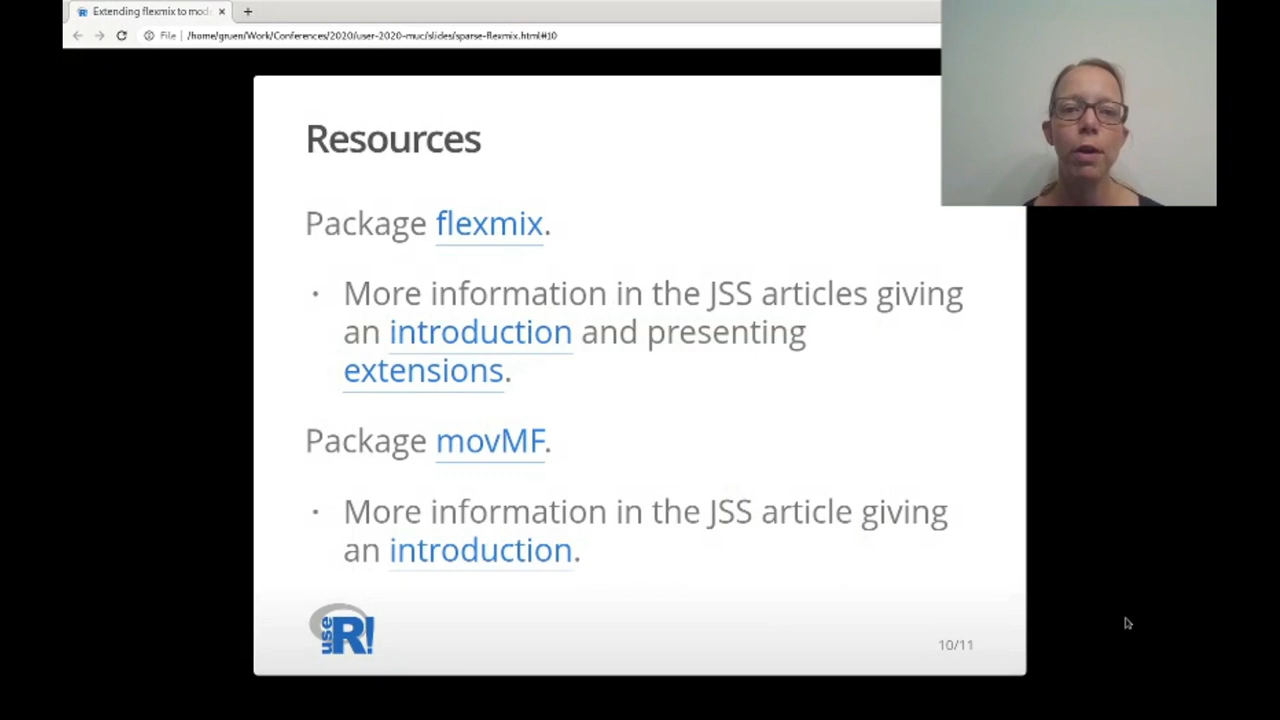 Extending flexmix to mod
File
/home/gruen/Work/Conferences/2020/user-2020-muc/slides/sparse-flexmix.html#10
Resources
Package flexmix.
· More information in the JSS articles giving
an introduction and presenting
extensions.
Package movMF.
· More information in the JSS article giving
an introduction.
use R!
10/11